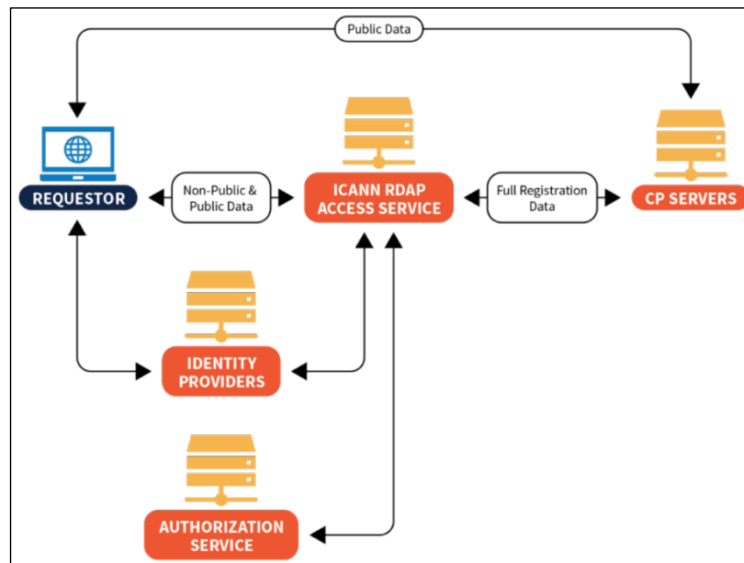 Public Data
REQUESTOR
Non-Public &
Public Data
ICANN RDAP
ACCESS SERVICE
Full Registration
Data
CP SERVERS
IDENTITY
PROVIDERS
AUTHORIZATION
SERVICE